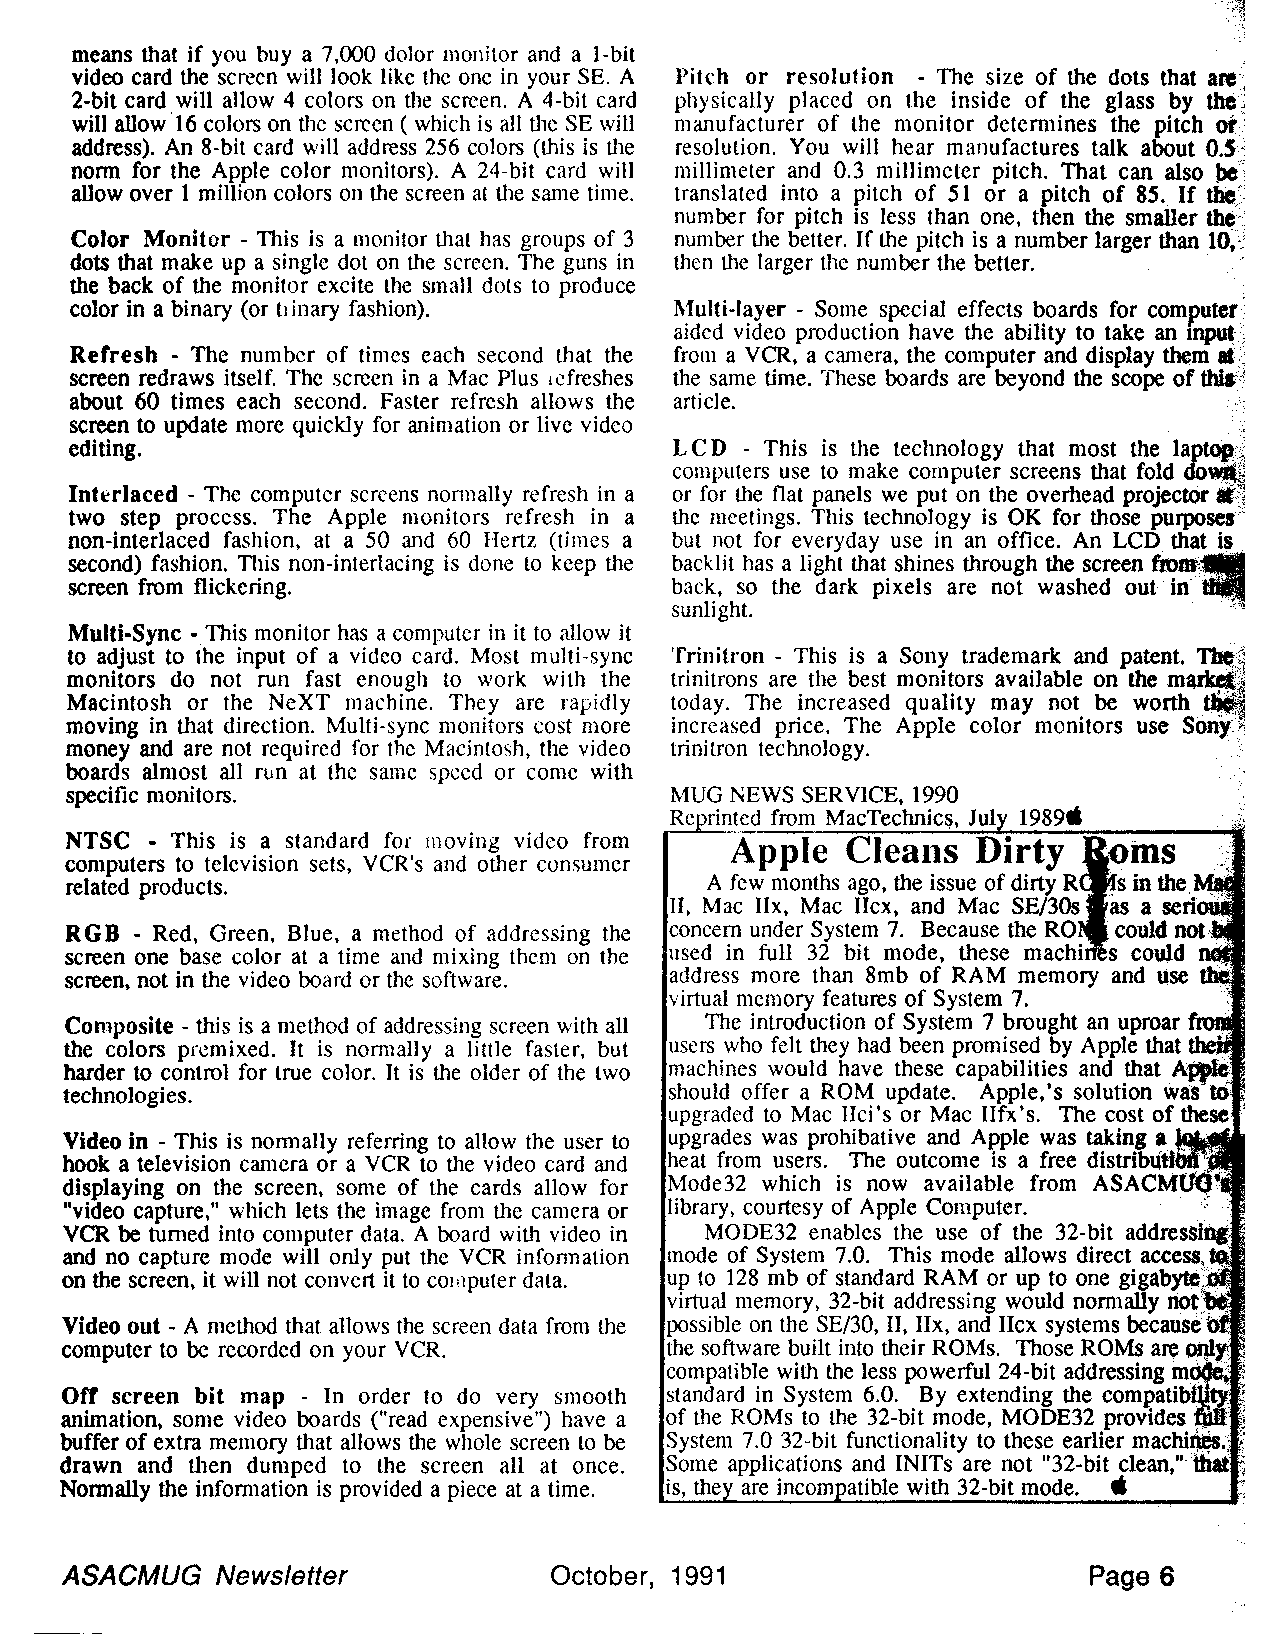 means that if you buy a 7,000 dolor monitor and a 1-bit
video card the screen will look like the one in your SE. A
2-bit card will allow 4 colors on the screen. A 4-bit card
will allow 16 colors on the screen ( which is all the SE will
address). An 8-bit card will address 256 colors (this is the
norm for the Apple color monitors). A 24-bit card will
allow over 1 million colors on the screen at the same time.
Color Monitor - This is a monitor that has groups of 3
dots that make up a single dot on the screen. The guns in
the back of the monitor excite the small dots to produce
color in a binary (or trinary fashion).
Refresh - The number of times each second that the
screen redraws itself. The screen in a Mac Plus refreshes
about 60 times each second. Faster refresh allows the
screen to update more quickly for animation or live video
editing.
Interlaced - The computer screens normally refresh in a
two step process. The Apple monitors refresh in a
non-interlaced fashion, at a 50 and 60 Hertz (times a
second) fashion. This non-interlacing is done to keep the
screen from flickering.
Multi-Sync - This monitor has a computer in it to allow it
to adjust to the input of a video card. Most multi-sync
monitors do not run fast enough to work with the
Macintosh or the NeXT machine. They are rapidly
moving in that direction. Multi-sync monitors cost more
money and are not required for the Macintosh, the video
boards almost all run at the same speed or come with
specific monitors.
NTSC - This is a standard for moving video from
computers to television sets, VCR's and other consumer
related products.
RGB - Red, Green, Blue, a method of addressing the
screen one base color at a time and mixing them on the
screen, not in the video board or the software.
Composite - this is a method of addressing screen with all
the colors premixed. It is normally a little faster, but
harder to control for true color. It is the older of the two
technologies.
Video in - This is normally referring to allow the user to
hook a television camera or a VCR to the video card and
displaying on the screen, some of the cards allow for
"video capture," which lets the image from the camera or
VCR be turned into computer data. A board with video in
and no capture mode will only put the VCR information
on the screen, it will not convert it to computer data.
Video out - A method that allows the screen data from the
computer to be recorded on your VCR.
Off screen bit map - In order to do very smooth
animation, some video boards ("read expensive") have a
buffer of extra memory that allows the whole screen to be
drawn and then dumped to the screen all at once.
Normally the information is provided a piece at a time.
Pitch or resolution - The size of the dots that are
physically placed on the inside of the glass by the
manufacturer of the monitor determines the pitch or
resolution. You will hear manufactures talk about 0.5
millimeter and 0.3 millimeter pitch. That can also be
translated into a pitch of 51 or a pitch of 85. If the
number for pitch is less than one, then the smaller the
number the better. If the pitch is a number larger than 10,
then the larger the number the better.
Multi-layer - Some special effects boards for computer
aided video production have the ability to take an input
from a VCR, a camera, the computer and display them at
the same time. These boards are beyond the scope of this
article.
LCD - This is the technology that most the laptop
computers use to make computer screens that fold down
or for the flat panels we put on the overhead projector at
the meetings. This technology is OK for those purposes
but not for everyday use in an office. An LCD that is
backlit has a light that shines through the screen from
back, so the dark pixels are not washed out in the
sunlight.
Trinitron - This is a Sony trademark and patent. The
trinitrons are the best monitors available on the market
today. The increased quality may not be worth the
increased price. The Apple color monitors use Sony
trinitron technology.
MUG NEWS SERVICE, 1990
Reprinted from MacTechnics, July 1989
Apple Cleans Dirty Roms
A few months ago, the issue of dirty ROMs in the Mac
II, Mac IIx, Mac IIcx, and Mac SE/30s was a serious
concern under System 7. Because the ROM could not be
used in full 32 bit mode, these machines could not
address more than 8mb of RAM memory and use the
virtual memory features of System 7.
The introduction of System 7 brought an uproar from
users who felt they had been promised by Apple that their
machines would have these capabilities and that Apple
should offer a ROM update. Apple,'s solution was to
upgraded to Mac IIci's or Mac IIfx's. The cost of these
upgrades was prohibative and Apple was taking a lot of
heat from users. The outcome is a free distribution of
Mode32 which is now available from ASACMUG's
library, courtesy of Apple Computer.
MODE32 enables the use of the 32-bit addressing
mode of System 7.0. This mode allows direct access to
up to 128 mb of standard RAM or up to one gigabyte of
virtual memory, 32-bit addressing would normally not be
possible on the SE/30, II, IIx, and IIcx systems because of
the software built into their ROMs. Those ROMs are only
compatible with the less powerful 24-bit addressing mode,
standard in System 6.0. By extending the compatibility
of the ROMs to the 32-bit mode, MODE32 provides full
System 7.0 32-bit functionality to these earlier machines.
Some applications and INITs are not "32-bit clean," that
is, they are incompatible with 32-bit mode.
ASACMUG Newsletter October, 1991 Page 6